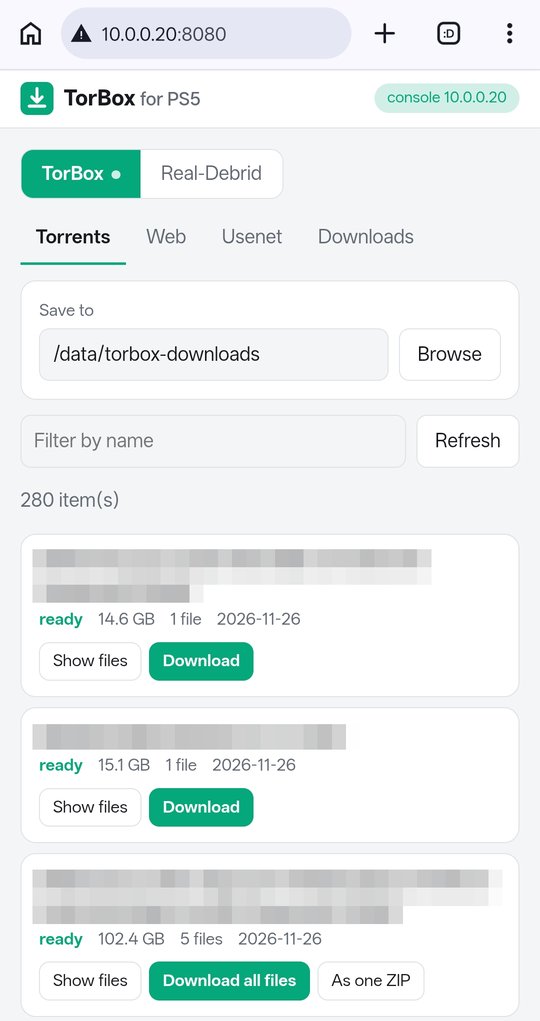 10.0.0.20:8080
:D
TorBox for PS5
console 10.0.0.20
TorBox
Real-Debrid
Torrents
Web
Usenet
Downloads
Save to
/data/torbox-downloads
Browse
Filter by name
Refresh
280 item(s)
ready 14.6 GB 1 file 2026-11-26
Show files
Download
ready 15.1 GB 1 file 2026-11-26
Show files
Download
ready 102.4 GB 5 files 2026-11-26
Show files
Download all files
As one ZIP